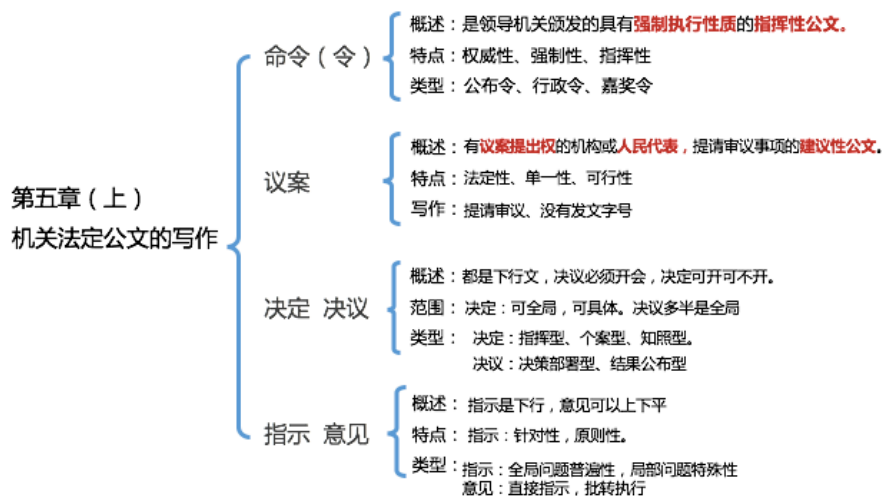 第五章（上）
机关法定公文的写作
命令（令）
概述：是领导机关颁发的具有强制执行性质的指挥性公文。
特点：权威性、强制性、指挥性
类型：公布令、行政令、嘉奖令
议案
概述：有议案提出权的机构或人民代表，提请审议事项的建议性公文。
特点：法定性、单一性、可行性
写作：提请审议、没有发文字号
决定 决议
概述：都是下行文，决议必须开会，决定可开可不开。
范围：决定：可全局，可具体。决议多半是全局
类型： 决定：指挥型、个案型、知照型。
决议：决策部署型、结果公布型
指示 意见
概述： 指示是下行，意见可以上下平
特点： 指示：针对性，原则性。
类型：指示：全局问题普遍性，局部问题特殊性
意见：直接指示，批转执行